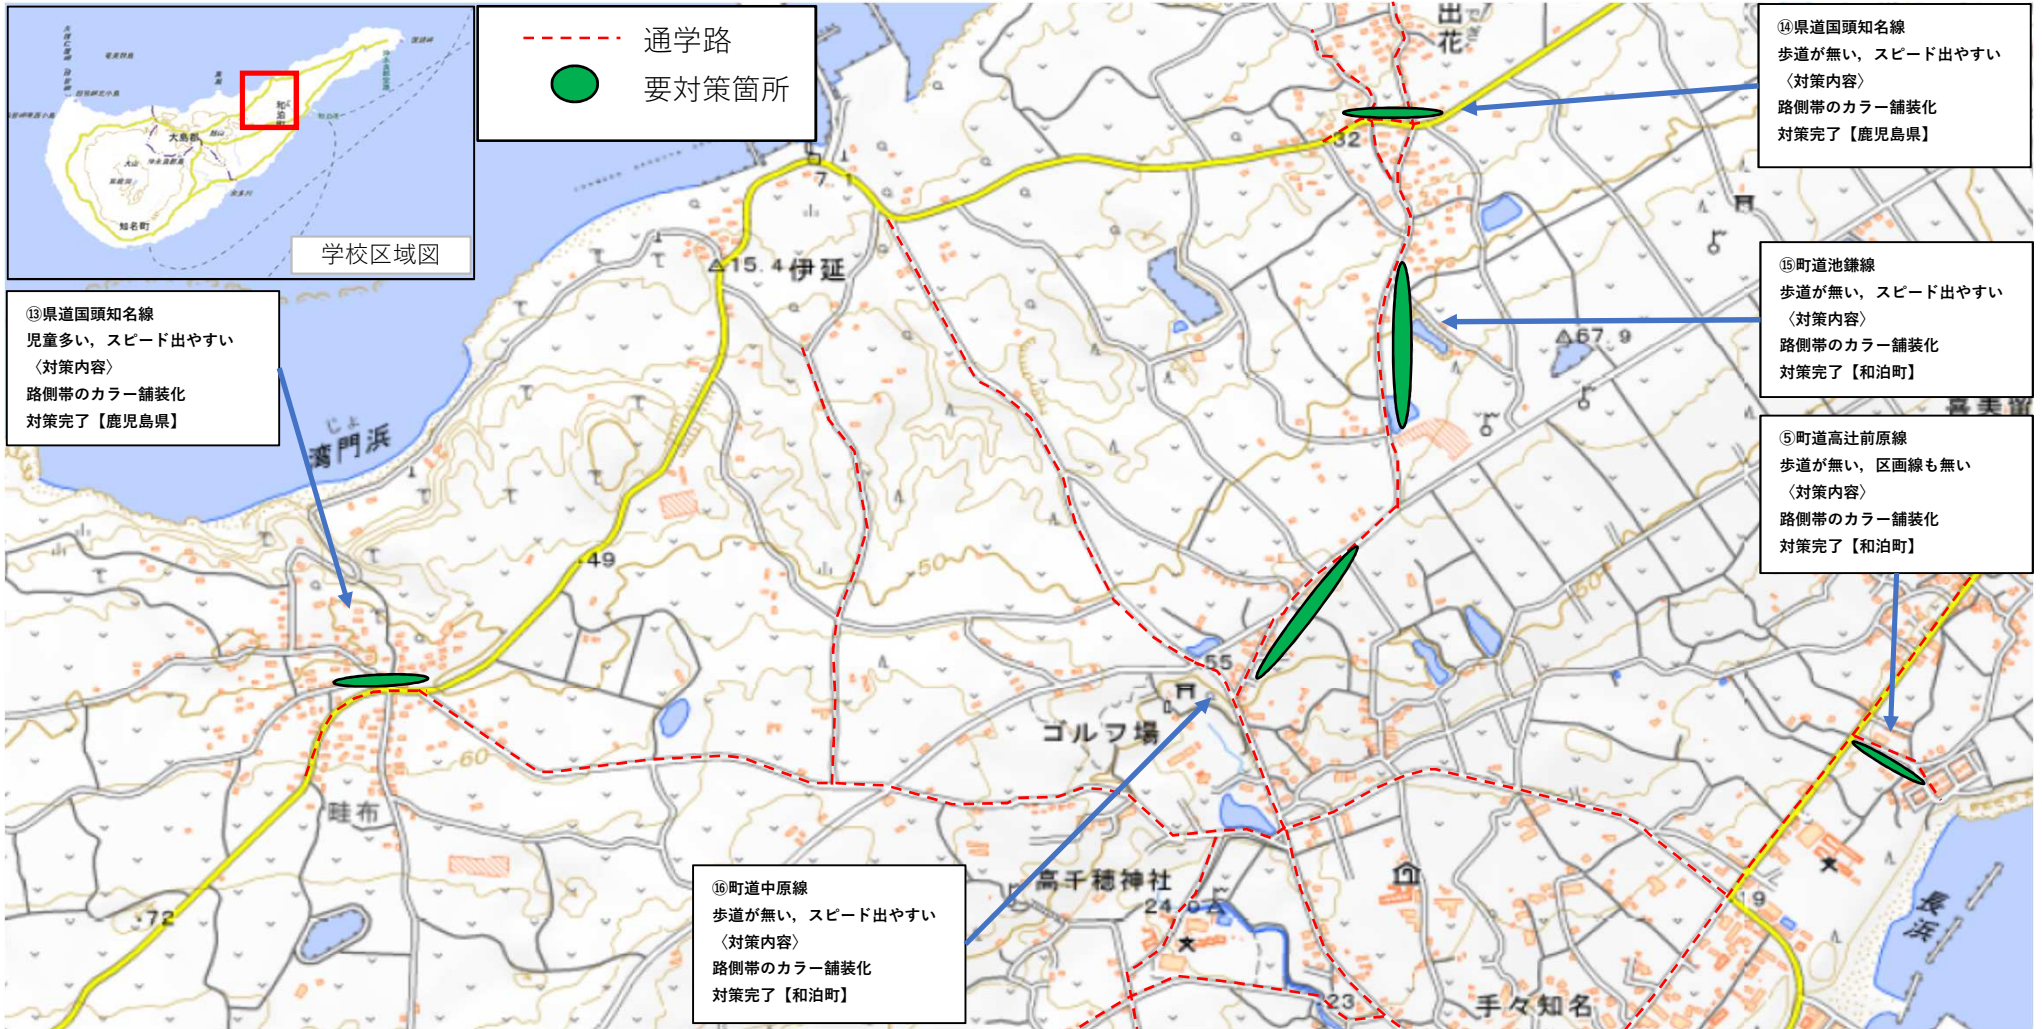 大島郡
和泊町
知名町
大山
越山
学校区域図
通学路
要対策箇所
出花
で
⑭県道国頭知名線
歩道が無い，スピード出やすい
〈対策内容〉
路側帯のカラー舗装化
対策完了【鹿児島県】
32
7.1
△15.4
伊延
⑮町道池鎌線
歩道が無い，スピード出やすい
〈対策内容〉
路側帯のカラー舗装化
対策完了【和泊町】
△67.9
⑬県道国頭知名線
児童多い，スピード出やすい
〈対策内容〉
路側帯のカラー舗装化
対策完了【鹿児島県】
じょ
湾門浜
喜美留
⑤町道高辻前原線
歩道が無い，区画線も無い
〈対策内容〉
路側帯のカラー舗装化
対策完了【和泊町】
49
50
50
55
ゴルフ場
60
畦布
72
⑯町道中原線
歩道が無い，スピード出やすい
〈対策内容〉
路側帯のカラー舗装化
対策完了【和泊町】
高千穂神社
24.0
19
長浜
23
手々知名